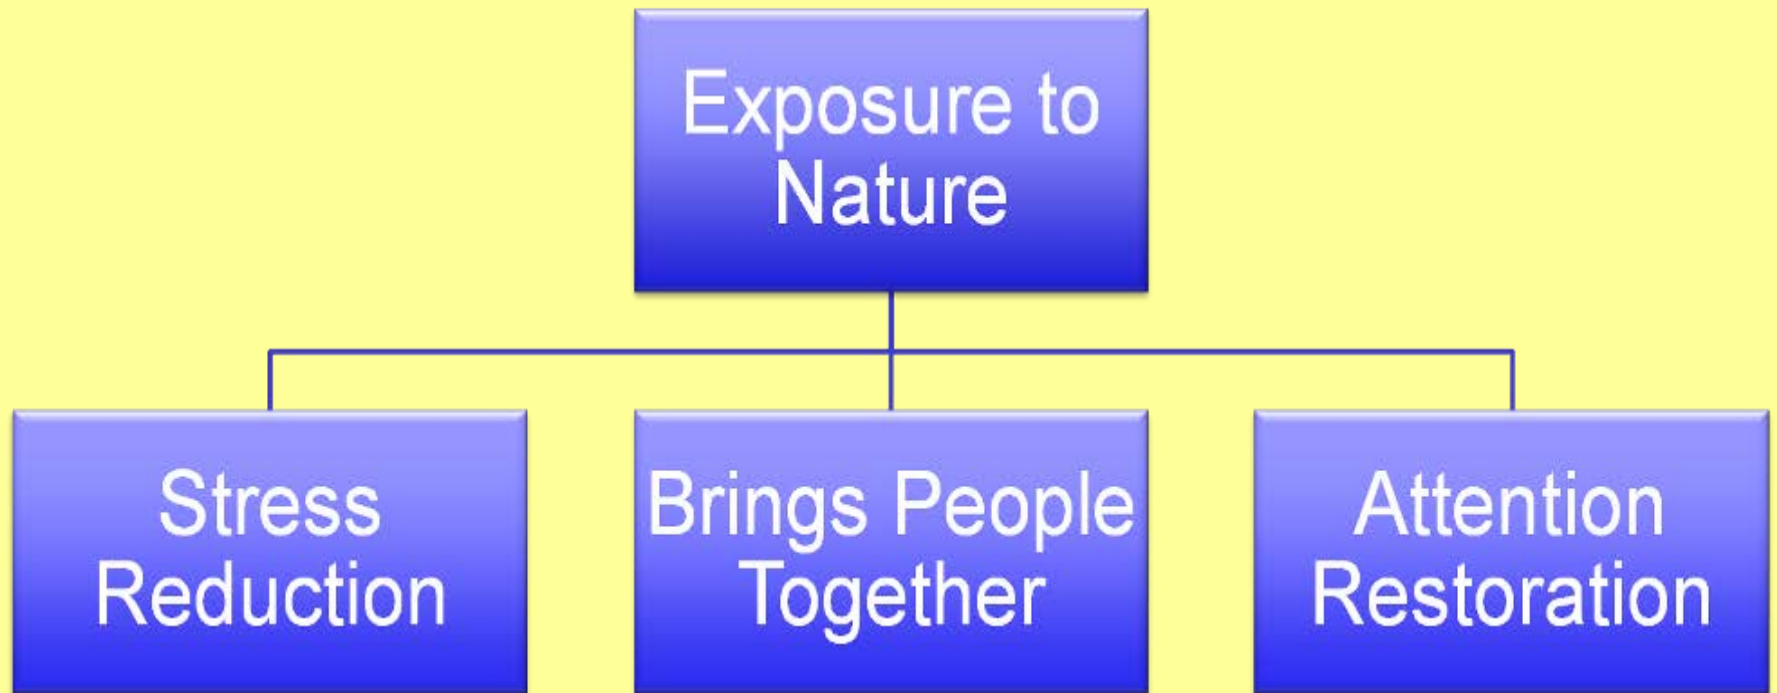 Exposure to
Nature
Stress
Reduction
Brings People
Together
Attention
Restoration